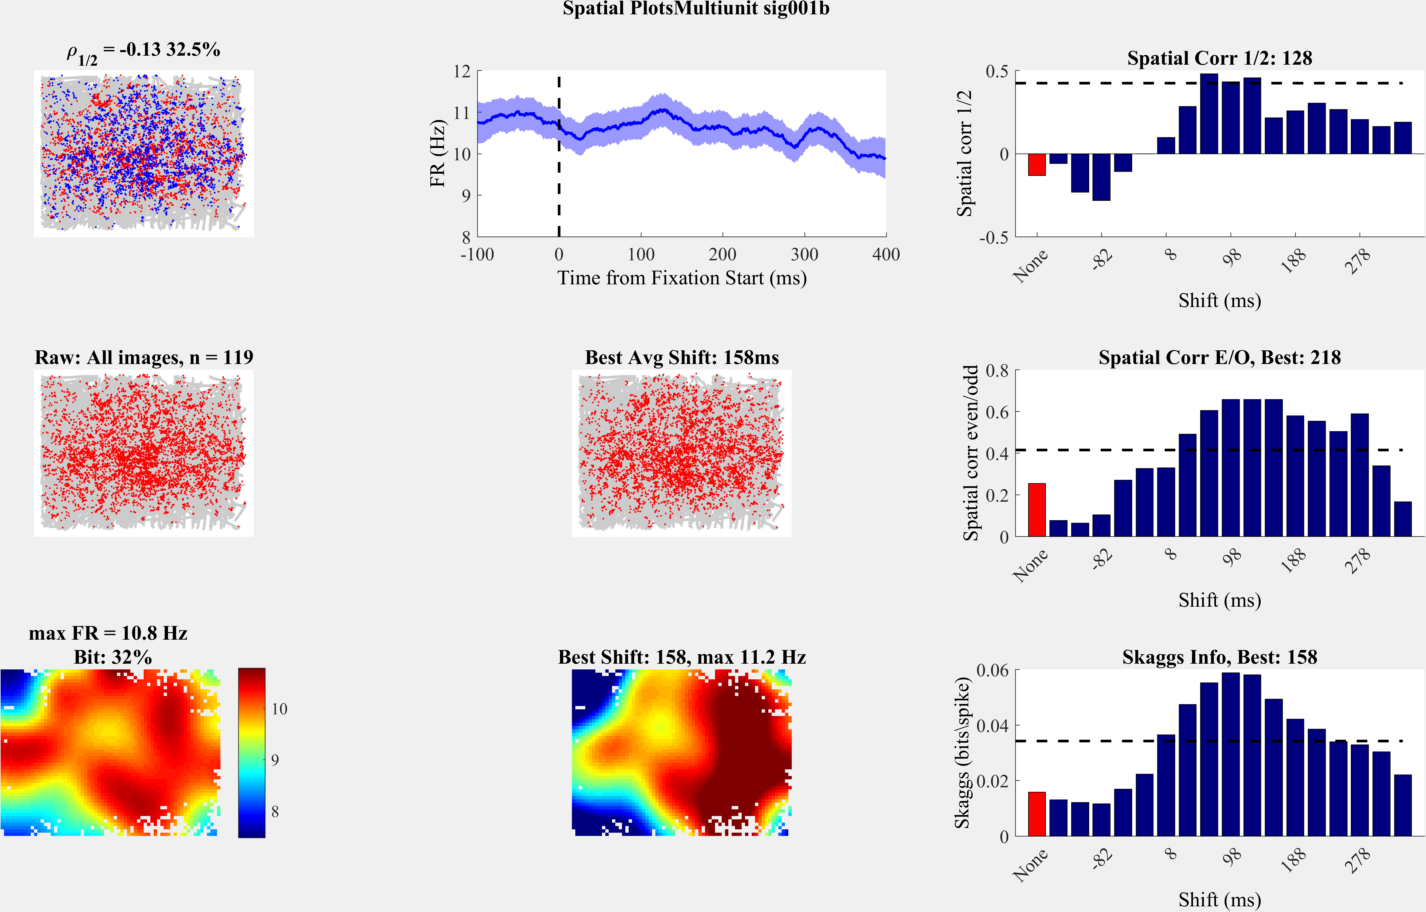 Spatial PlotsMultiunit sig001b
ρ1/2 = -0.13 32.5%
12
11
10
9
8
FR (Hz)
-100
0
100
200
300
400
Time from Fixation Start (ms)
Spatial Corr 1/2: 128
0.5
0
-0.5
Spatial corr 1/2
None
-82
8
98
188
278
Shift (ms)
Raw: All images, n = 119
Best Avg Shift: 158ms
Spatial Corr E/O, Best: 218
0.8
0.6
0.4
0.2
0
Spatial corr even/odd
None
-82
8
98
188
278
Shift (ms)
max FR = 10.8 Hz
Bit: 32%
10
9
8
Best Shift: 158, max 11.2 Hz
Skaggs Info, Best: 158
0.06
0.04
0.02
0
Skaggs (bits\spike)
None
-82
8
98
188
278
Shift (ms)